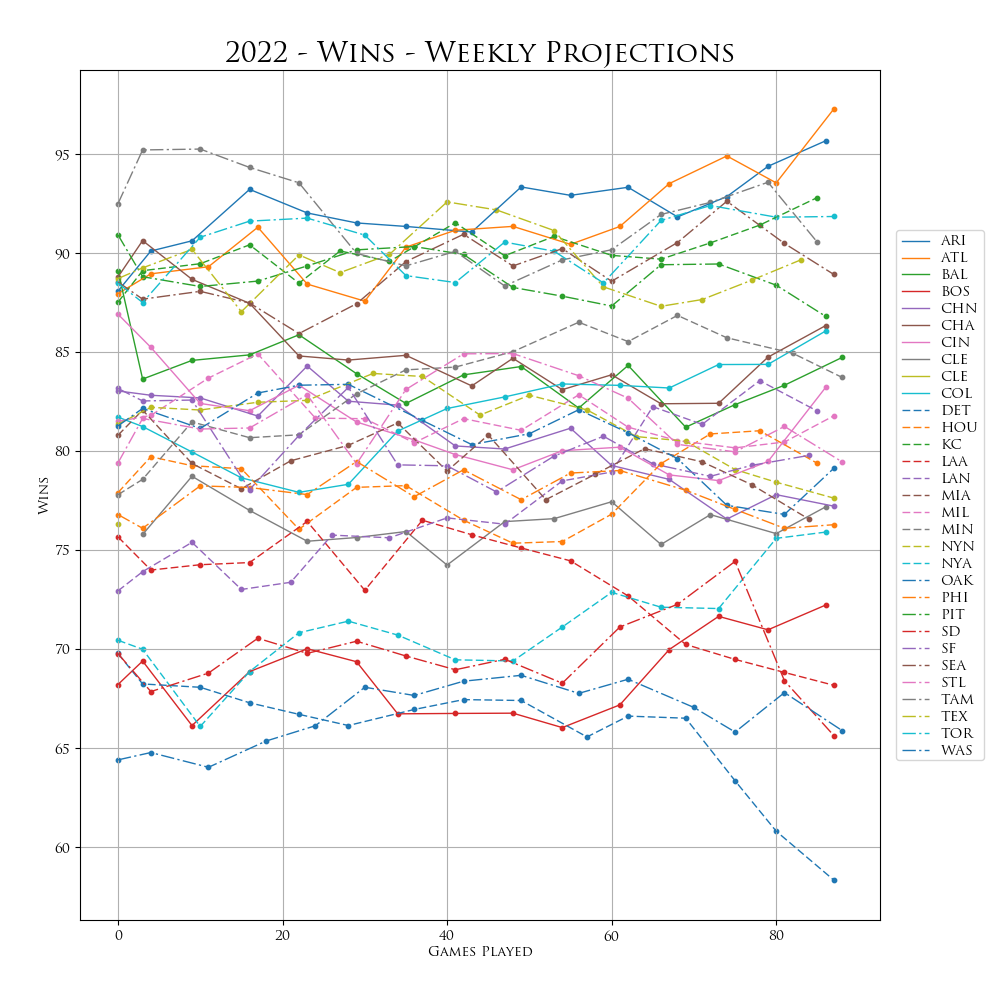 2022 - Wins - Weekly Projections
95
90
85
80
75
70
65
60
Wins
0 20 40 60 80
Games Played
ARI
ATL
BAL
BOS
CHN
CHA
CIN
CLE
CLE
COL
DET
HOU
KC
LAA
LAN
MIA
MIL
MIN
NYN
NYA
OAK
PHI
PIT
SD
SF
SEA
STL
TAM
TEX
TOR
WAS